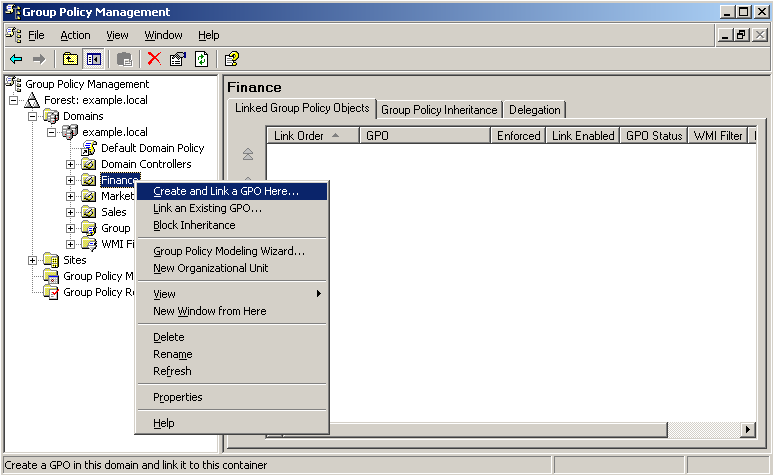 Group Policy Management
File Action View Window Help
Group Policy Management
Forest: example.local
Domains
example.local
Default Domain Policy
Domain Controllers
Finance
Market
Sales
Group
WMI Fi
Sites
Group Policy M
Group Policy Re
Finance
Linked Group Policy Objects Group Policy Inheritance Delegation
Link Order GPO Enforced Link Enabled GPO Status WMI Filter
Create and Link a GPO Here...
Link an Existing GPO...
Block Inheritance
Group Policy Modeling Wizard...
New Organizational Unit
View
New Window from Here
Delete
Rename
Refresh
Properties
Help
Create a GPO in this domain and link it to this container